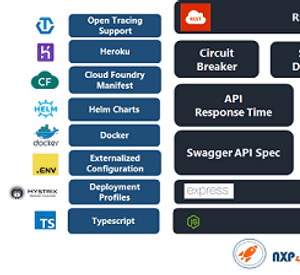 Open Tracing
Support
Heroku
CF
Cloud Foundry
Manifest
HELM
Helm Charts
docker
Docker
.ENV
Externalized
Configuration
HYSTRIX
Deployment
Profiles
TS
Typescript
REST
R
Circuit
Breaker
S
D
API
Response Time
Swagger API Spec
express
JS
NXP